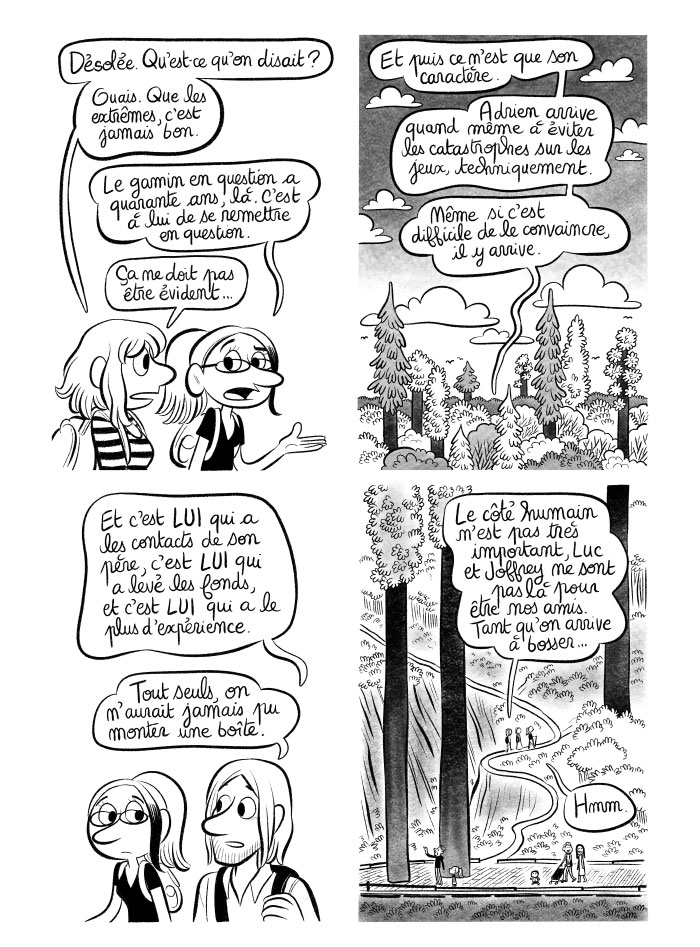 Désolée. Qu'est-ce qu'on disait ?
Ouais. Que les
extrêmes, c'est
jamais bon.
Le gamin en question a
quarante ans, là. C'est
à lui de se remettre
en question.
Ça ne doit pas
être évident...
Et puis ce n'est que son
caractère.
Adrien arrive
quand même à éviter
les catastrophes sur les
jeux, techniquement.
Même si c'est
difficile de le convaincre,
il y arrive.
Et c'est LUI qui a
les contacts de son
père, c'est LUI qui
a levé les fonds,
et c'est LUI qui a le
plus d'expérience.
Tout seuls, on
n'aurait jamais pu
monter une boîte.
Le côté humain
n'est pas très
important, Luc
et Joffrey ne sont
pas là pour
être nos amis.
Tant qu'on arrive
à bosser...
Hmm.